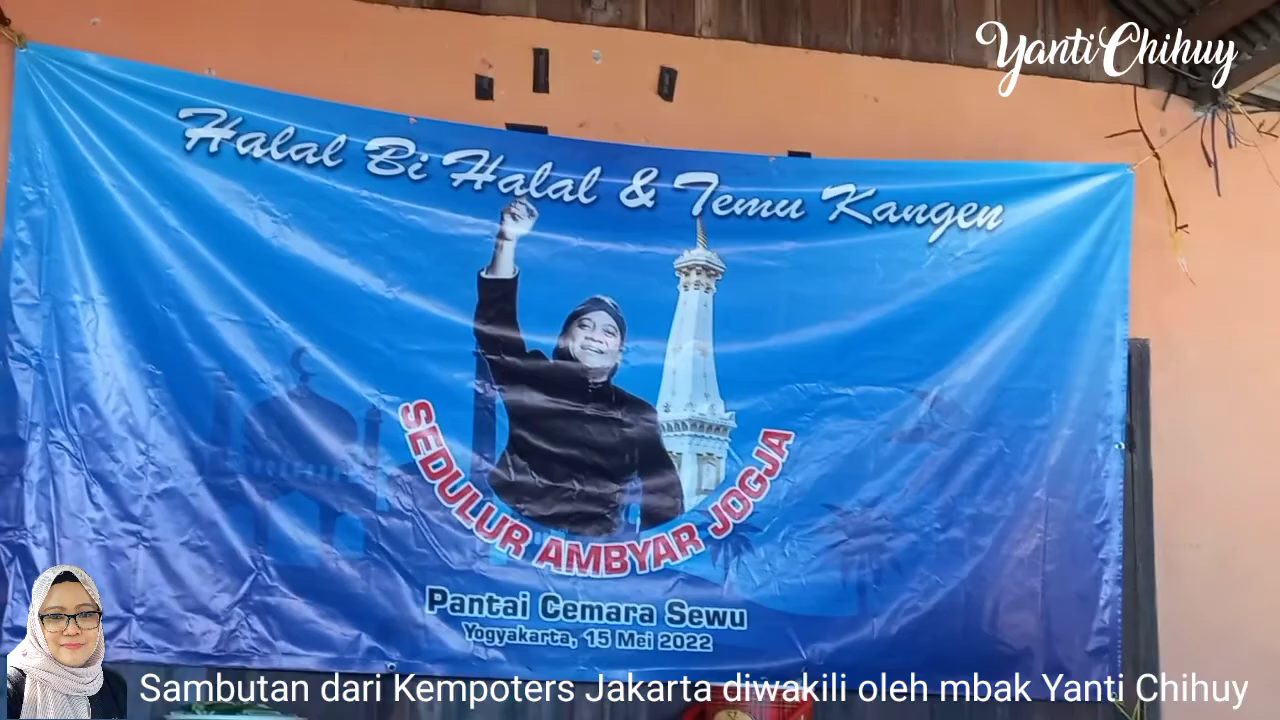 Yanti Chihuy
Halal Bi Halal & Temu Kangen
SEDULUR AMBYAR JOGJA
Pantai Cemara Sewu
Yogyakarta, 15 Mei 2022
Sambutan dari Kempoters Jakarta diwakili oleh mbak Yanti Chihuy